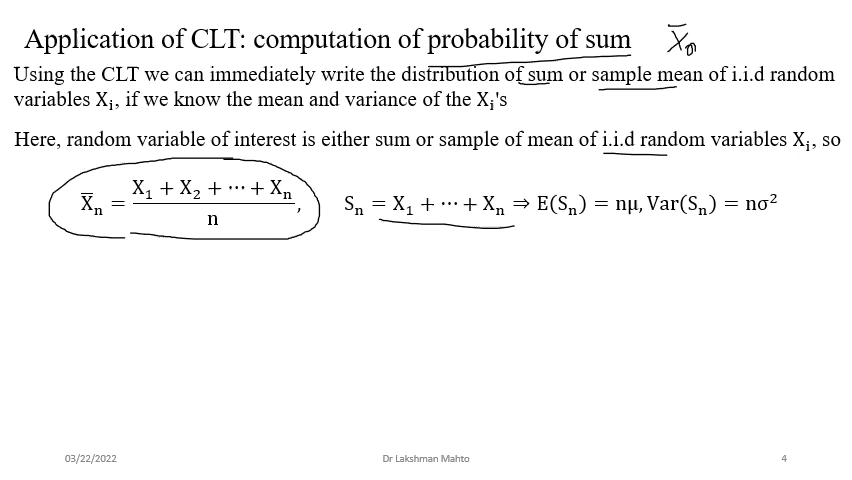 Application of CLT: computation of probability of sum X̄ₙ
Using the CLT we can immediately write the distribution of sum or sample mean of i.i.d random
variables Xᵢ, if we know the mean and variance of the Xᵢ's
Here, random variable of interest is either sum or sample of mean of i.i.d random variables Xᵢ, so
X̄ₙ = (X₁ + X₂ + ⋯ + Xₙ)/n, Sₙ = X₁ + ⋯ + Xₙ ⇒ E(Sₙ) = nμ, Var(Sₙ) = nσ²
03/22/2022 Dr Lakshman Mahto 4